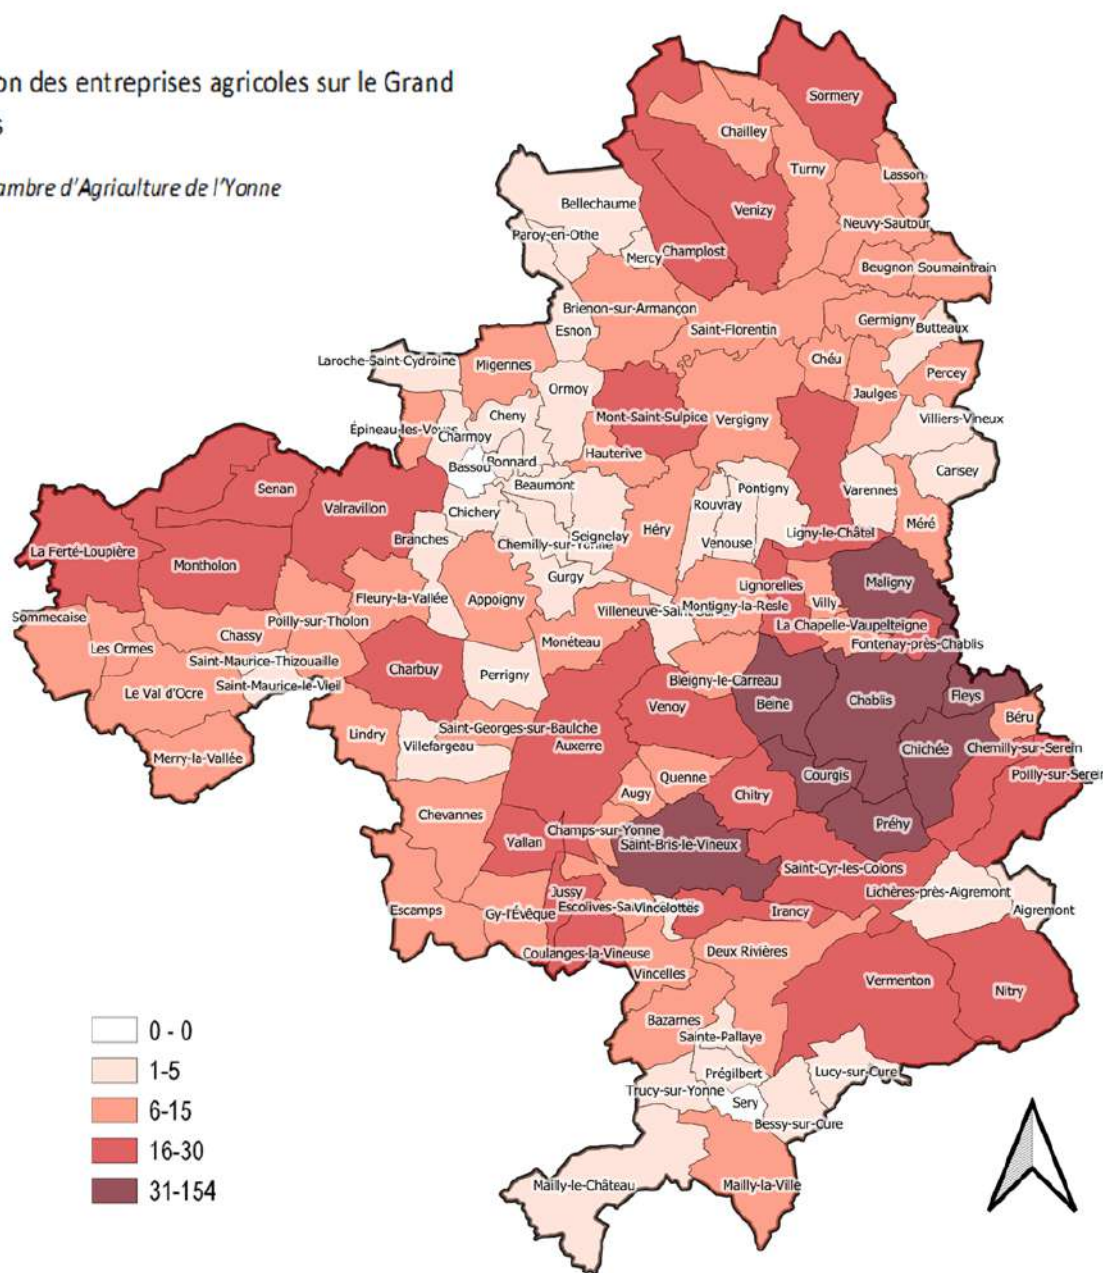 on des entreprises agricoles sur le Grand
s
ambre d'Agriculture de l'Yonne
Sormery
Chailley
Turny
Lasson
Bellechaume
Venizy
Neuvy-Sautour
Paroy-en-Othe
Mercy
Champlost
Beugnon
Soumaintrain
Brienon-sur-Armançon
Esnon
Saint-Florentin
Germigny
Butteaux
Laroche-Saint-Cydroine
Migennes
Chéu
Percey
Ormoy
Jaulges
Cheny
Mont-Saint-Sulpice
Vergigny
Villiers-Vineux
Épineau-les-Voves
Charmoy
Hauterive
Bassou
Bonnard
Carisey
Senan
Beaumont
Pontigny
Varennes
Valravillon
Chichery
Rouvray
Seignelay
Héry
Méré
Branches
Chemilly-sur-Yonne
Venouse
Ligny-le-Châtel
La Ferté-Loupière
Montholon
Gurgy
Lignorelles
Maligny
Fleury-la-Vallée
Appoigny
Villeneuve-Saint-
Montigny-la-Resle
Villy
Sommecaise
Poilly-sur-Tholon
La Chapelle-Vaupelteigne
Chassy
Monéteau
Fontenay-près-Chablis
Les Ormes
Saint-Maurice-Thizouaille
Charbuy
Perrigny
Bleigny-le-Carreau
Saint-Maurice-le-Vieil
Le Val d'Ocre
Beine
Chablis
Fleys
Venoy
Béru
Saint-Georges-sur-Baulche
Lindry
Auxerre
Villefargeau
Chichée
Chemilly-sur-Serein
Merry-la-Vallée
Quenne
Courgis
Poilly-sur-Serein
Augy
Chitry
Chevannes
Préhy
Champs-sur-Yonne
Vallan
Saint-Bris-le-Vineux
Saint-Cyr-les-Colons
Jussy
Lichères-près-Aigremont
Escolives-Sai
Vincelottes
Irancy
Aigremont
Escamps
Gy-l'Évêque
Coulanges-la-Vineuse
Deux Rivières
Vincelles
Vermenton
Nitry
Bazarnes
Sainte-Pallaye
Prégilbert
Lucy-sur-Cure
Trucy-sur-Yonne
Sery
Bessy-sur-Cure
Mailly-le-Château
Mailly-la-Ville
0 - 0
1-5
6-15
16-30
31-154